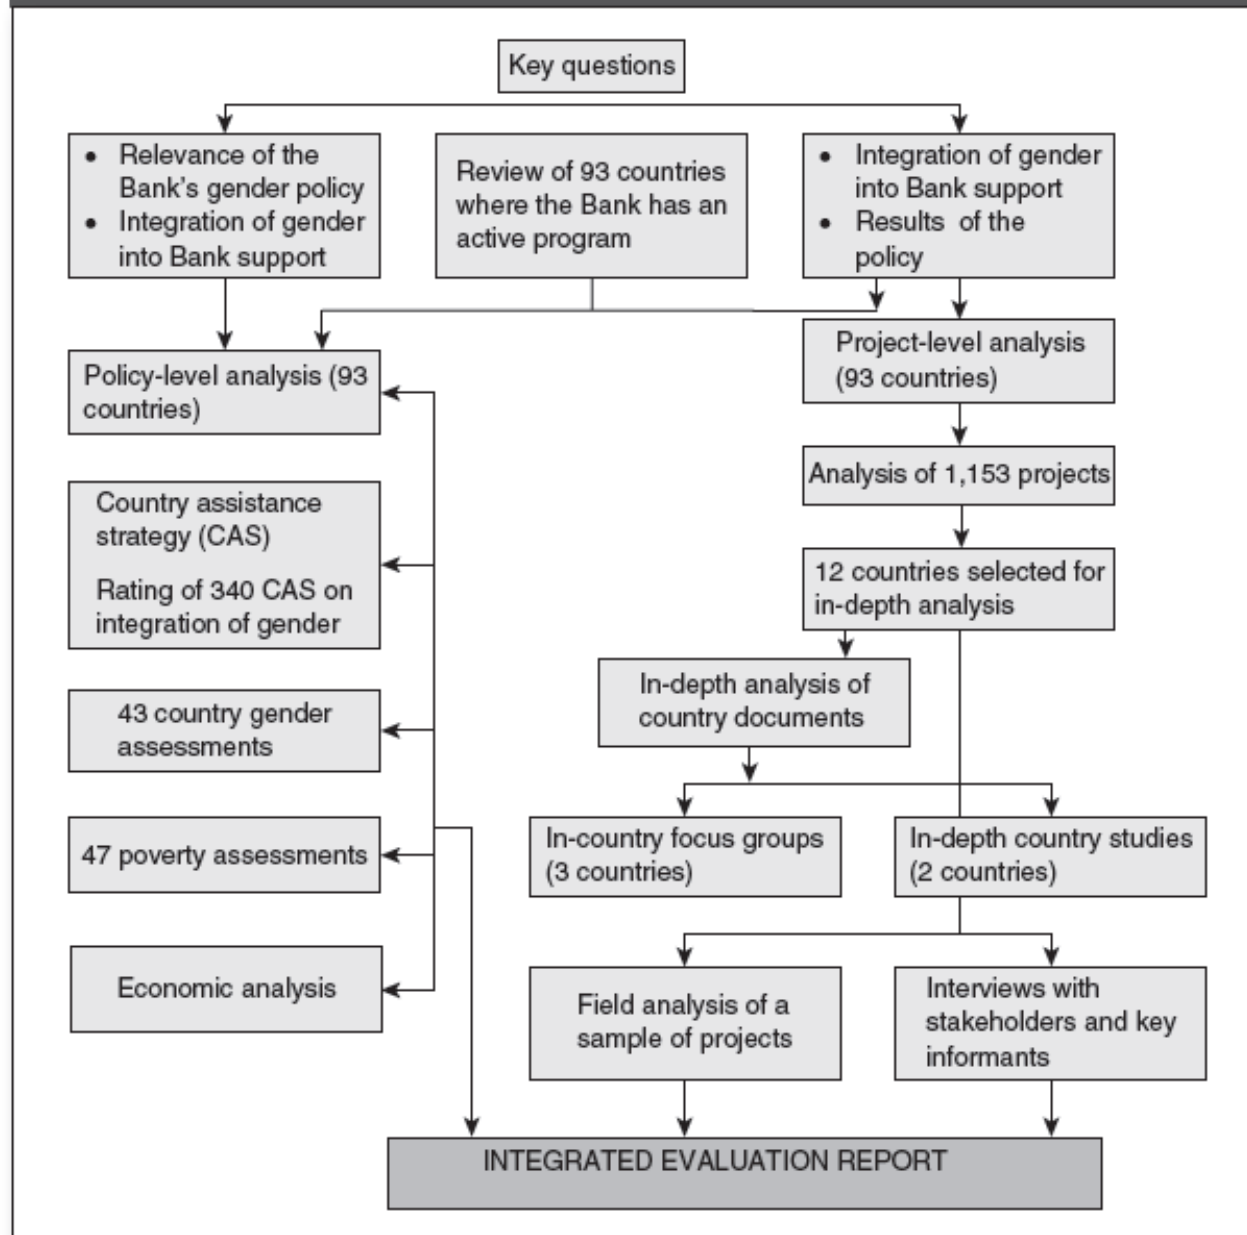 Key questions
• Relevance of the
Bank's gender policy
• Integration of gender
into Bank support
Review of 93 countries
where the Bank has an
active program
• Integration of gender
into Bank support
• Results of the
policy
Policy-level analysis (93
countries)
Project-level analysis
(93 countries)
Analysis of 1,153 projects
Country assistance
strategy (CAS)
Rating of 340 CAS on
integration of gender
12 countries selected for
in-depth analysis
In-depth analysis of
country documents
43 country gender
assessments
47 poverty assessments
In-country focus groups
(3 countries)
In-depth country studies
(2 countries)
Economic analysis
Field analysis of a
sample of projects
Interviews with
stakeholders and key
informants
INTEGRATED EVALUATION REPORT